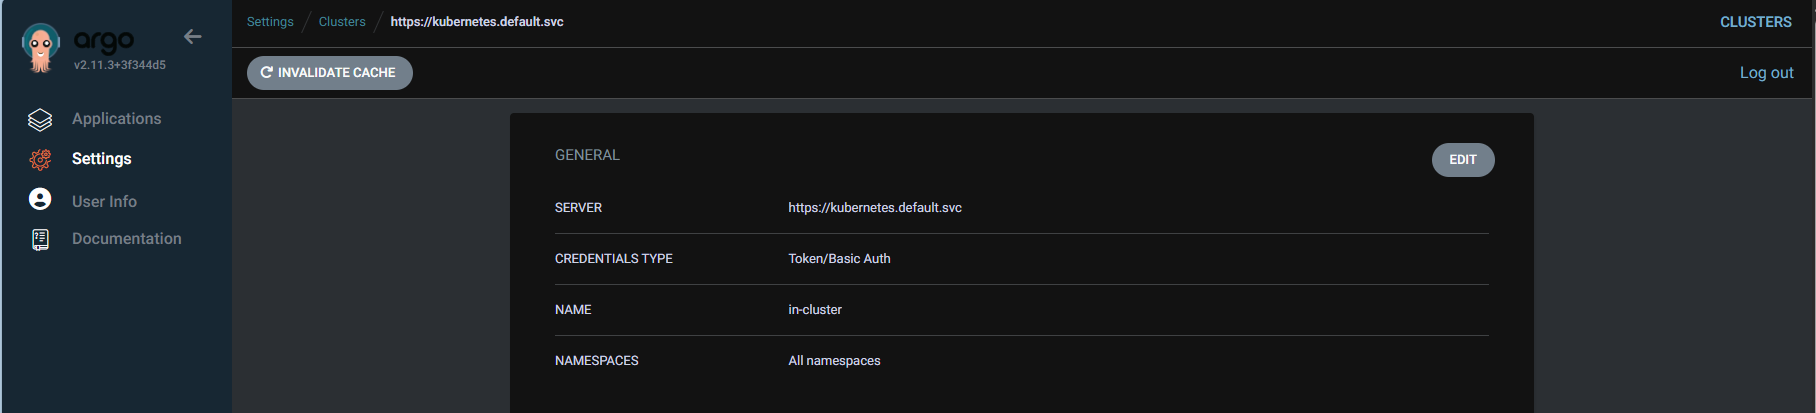 argo
v2.11.3+3f344d5
Applications
Settings
User Info
Documentation
Settings / Clusters / https://kubernetes.default.svc
CLUSTERS
INVALIDATE CACHE
Log out
GENERAL
EDIT
SERVER https://kubernetes.default.svc
CREDENTIALS TYPE Token/Basic Auth
NAME in-cluster
NAMESPACES All namespaces